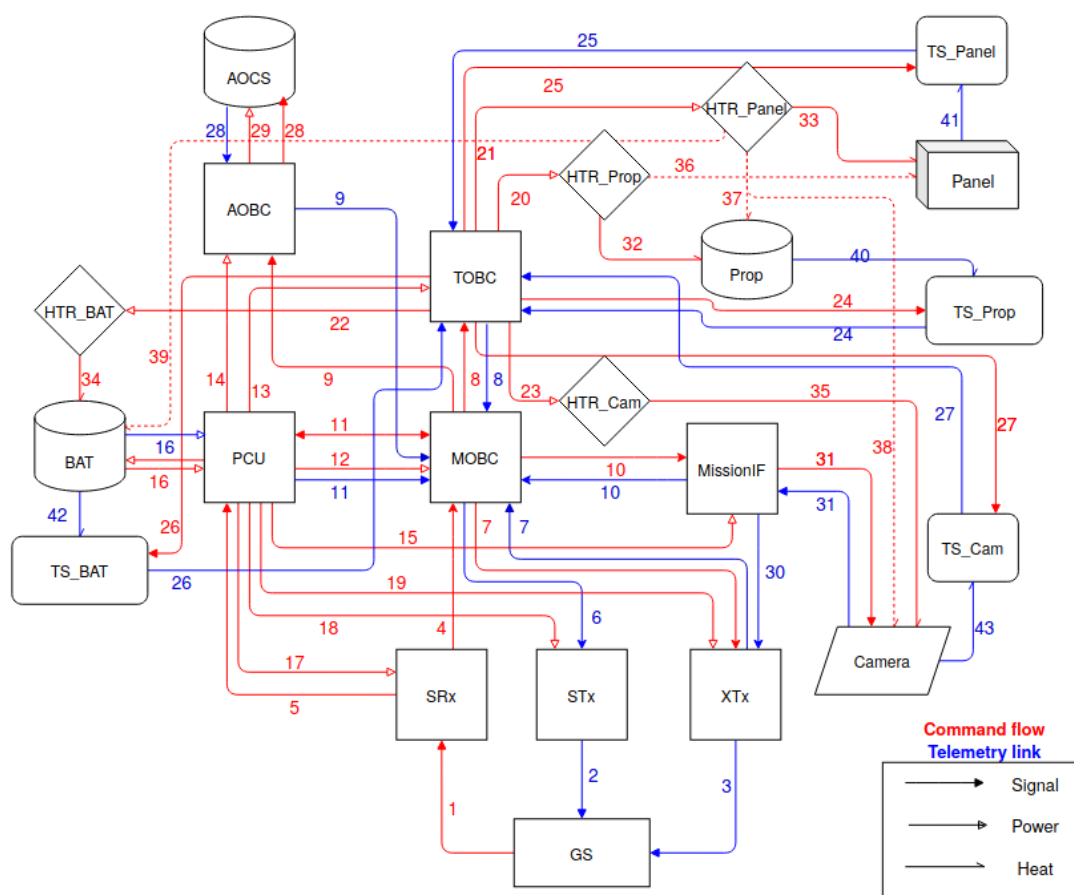 25
TS_Panel
AOCS
25
HTR_Panel
33
41
28
29
28
21
HTR_Prop
36
Panel
AOBC
9
20
37
32
TOBC
Prop
40
HTR_BAT
22
24
TS_Prop
24
39
34
14
13
9
8
8
23
HTR_Cam
35
27
27
BAT
16
16
PCU
11
12
11
MOBC
10
10
MissionIF
31
31
38
42
26
TS_BAT
26
15
7
7
30
TS_Cam
19
18
4
6
43
17
5
SRx
STx
XTx
Camera
Command flow
Telemetry link
1
2
3
Signal
Power
GS
Heat